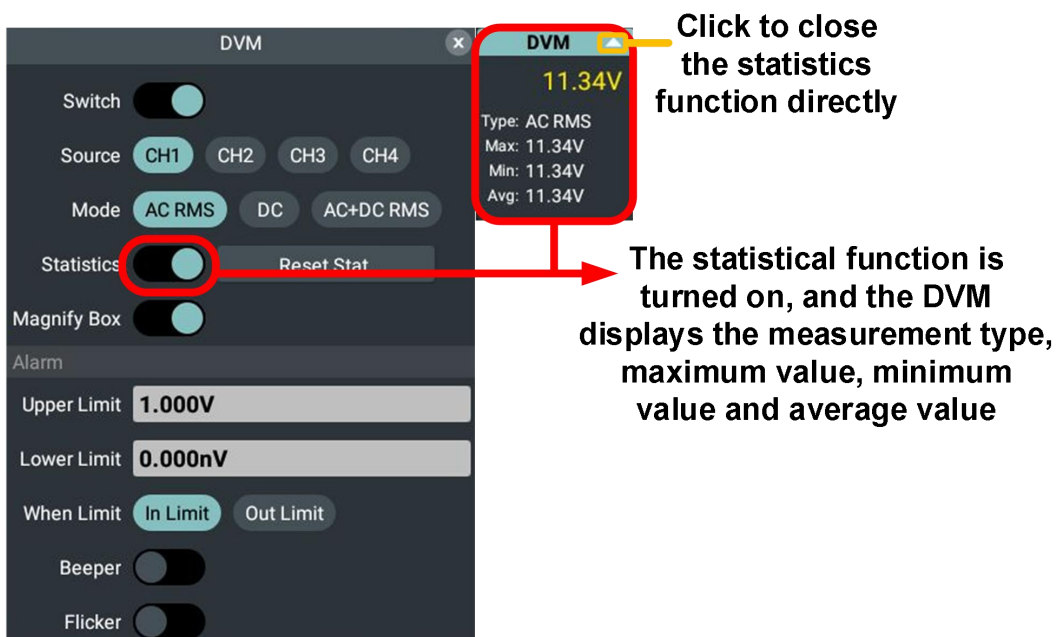 DVM
x
Switch
Source CH1 CH2 CH3 CH4
Mode AC RMS DC AC+DC RMS
Statistics Reset Stat
Magnify Box
Alarm
Upper Limit 1.000V
Lower Limit 0.000nV
When Limit In Limit Out Limit
Beeper
Flicker
DVM
11.34V
Type: AC RMS
Max: 11.34V
Min: 11.34V
Avg: 11.34V
Click to close
the statistics
function directly
The statistical function is
turned on, and the DVM
displays the measurement type,
maximum value, minimum
value and average value